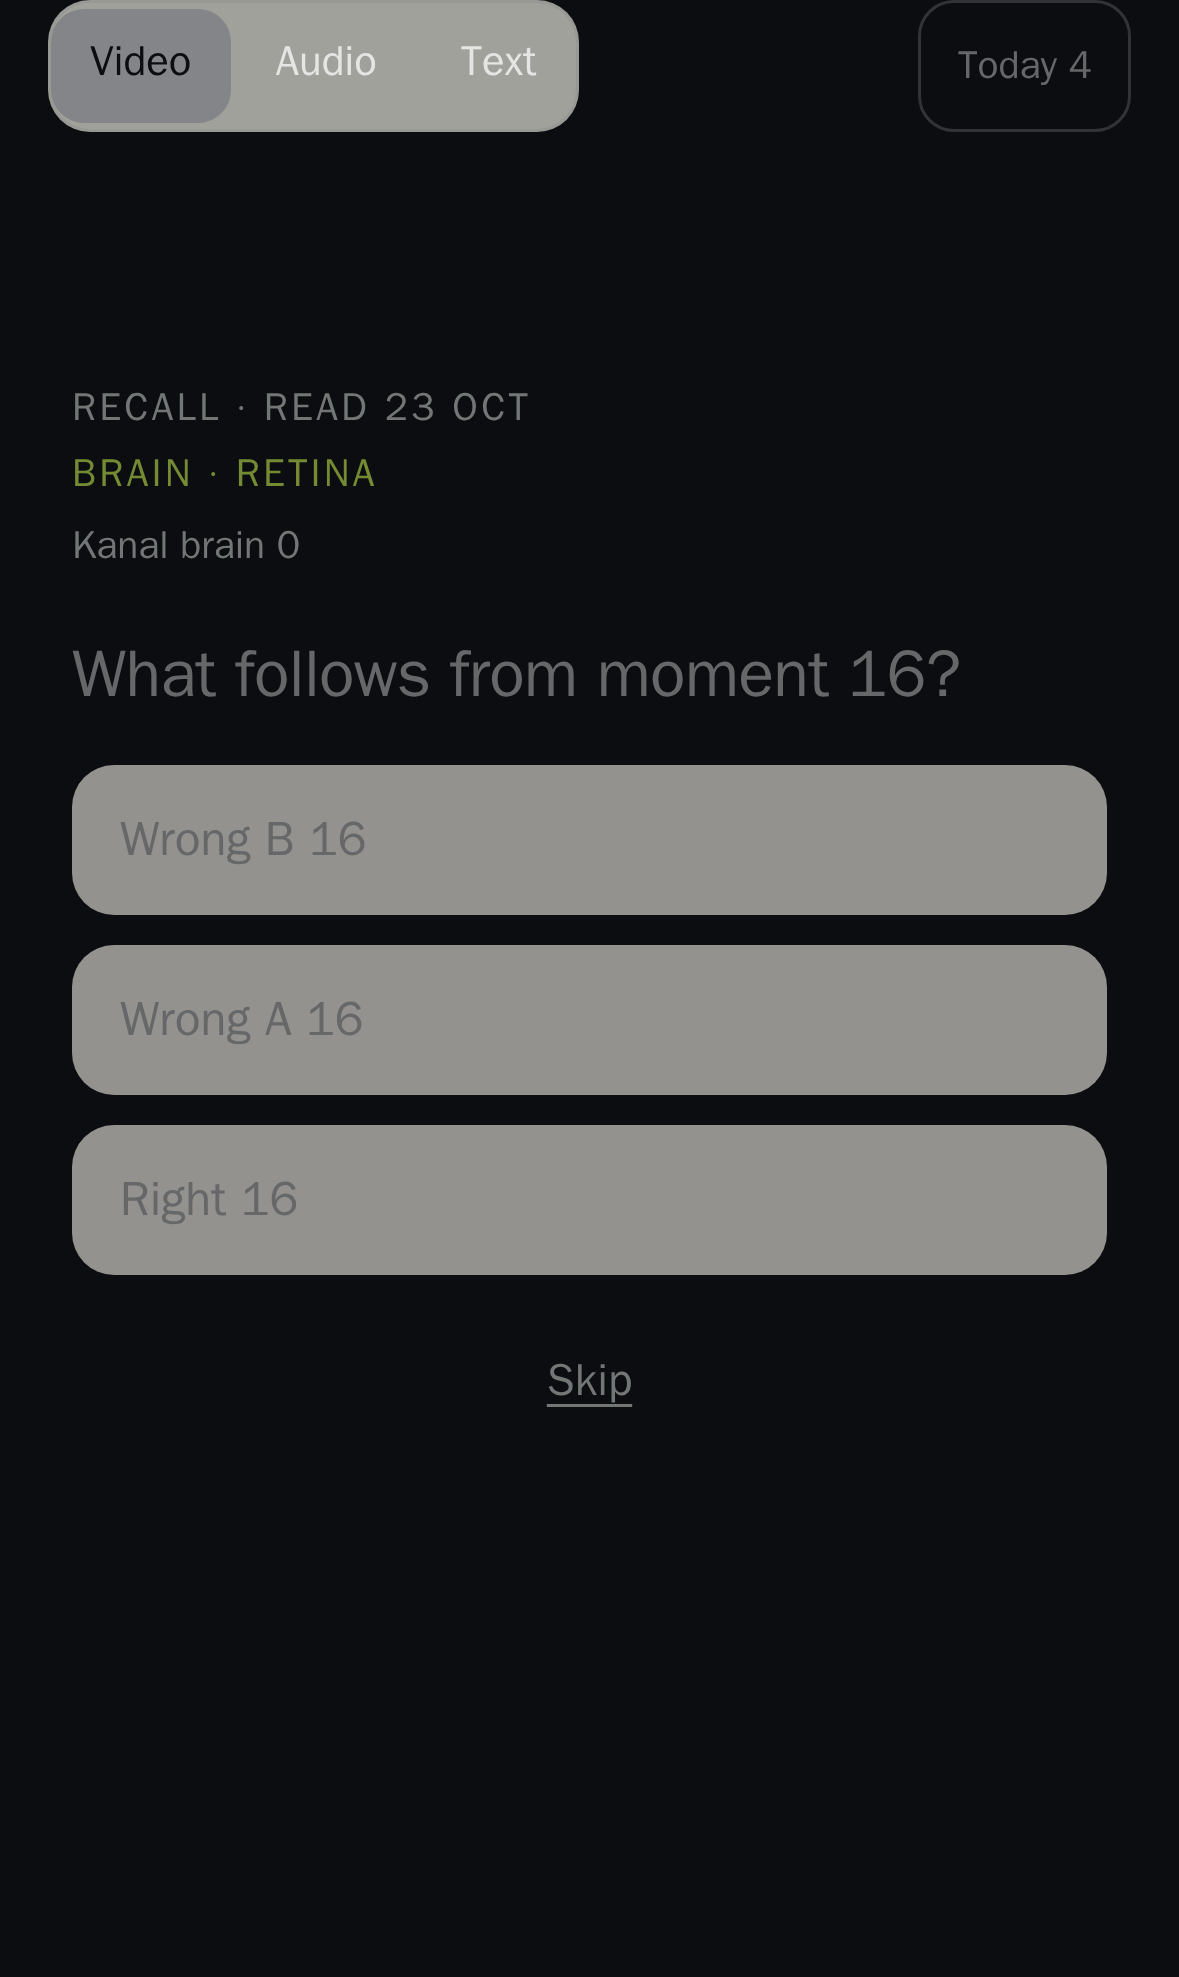 Video Audio Text Today 4
RECALL · READ 23 OCT
BRAIN · RETINA
Kanal brain 0
What follows from moment 16?
Wrong B 16
Wrong A 16
Right 16
Skip